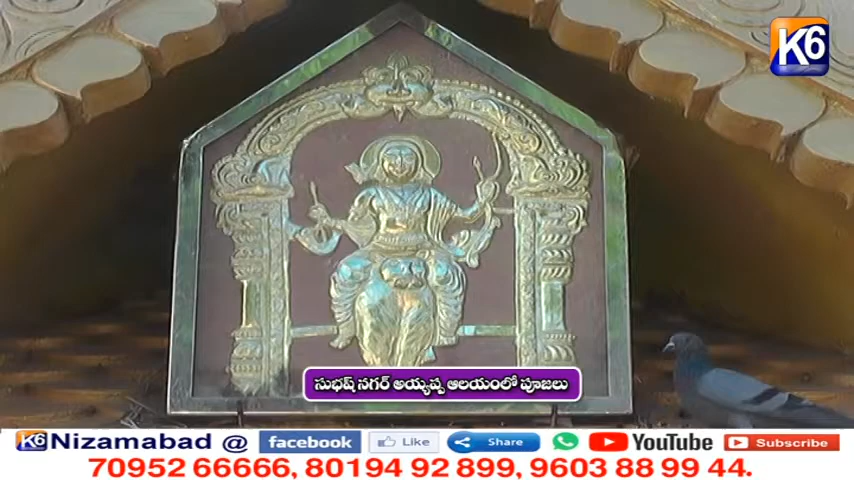 K6
సుభష్ నగర్ అయ్యప్ప ఆలయంలో పూజలు
K6 Nizamabad @ facebook Like Share YouTube Subscribe
70952 66666, 80194 92 899, 9603 88 99 44.